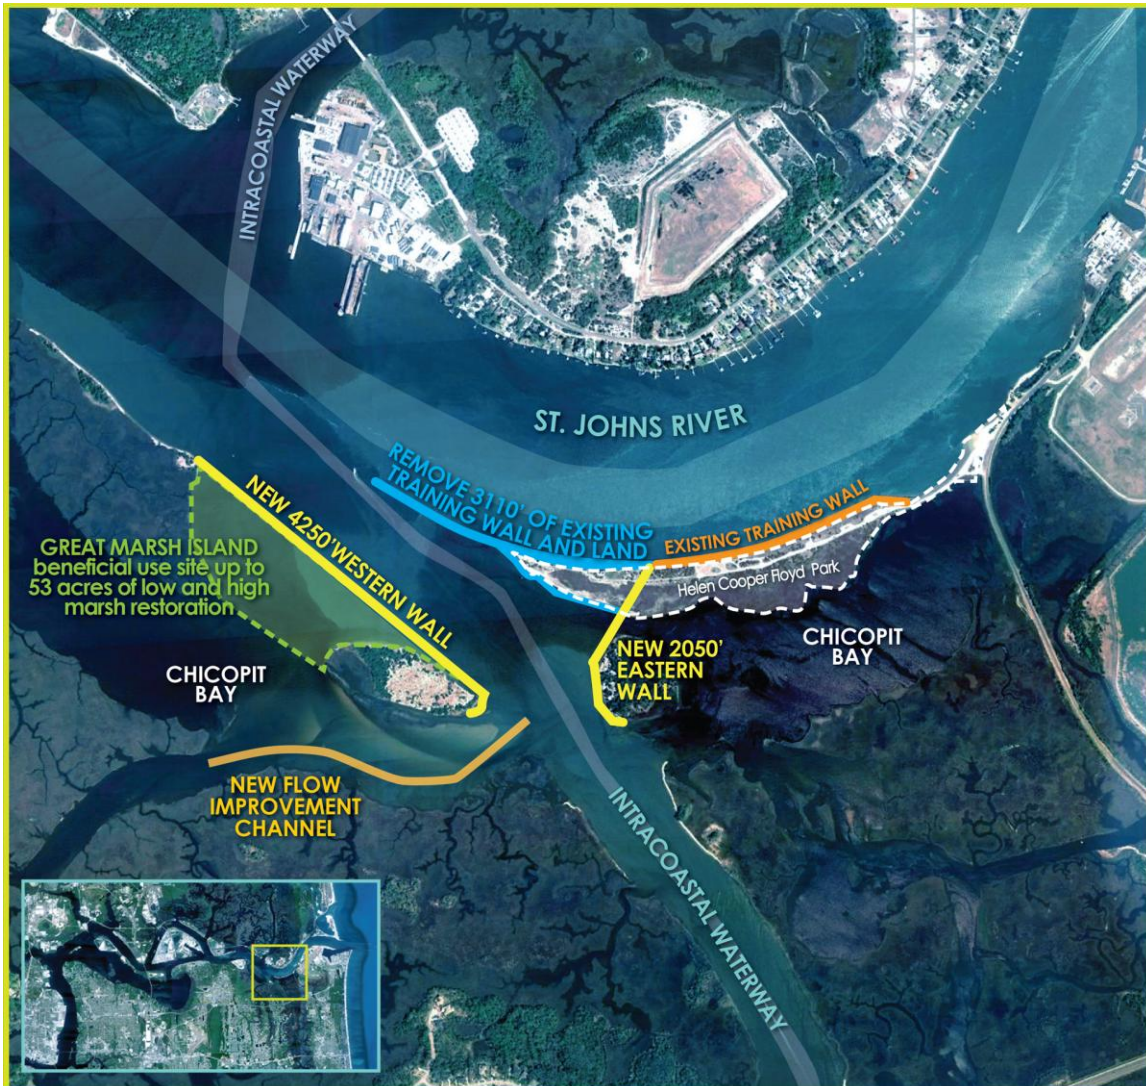 INTRACOASTAL WATERWAY
ST. JOHNS RIVER
REMOVE 3110' OF EXISTING
TRAINING WALL AND LAND
EXISTING TRAINING WALL
Helen Cooper Floyd Park
NEW 4250'WESTERN WALL
GREAT MARSH ISLAND
beneficial use site up to
53 acres of low and high
marsh restoration
CHICOPIT
BAY
NEW 2050'
EASTERN
WALL
CHICOPIT
BAY
NEW FLOW
IMPROVEMENT
CHANNEL
INTRACOASTAL WATERWAY